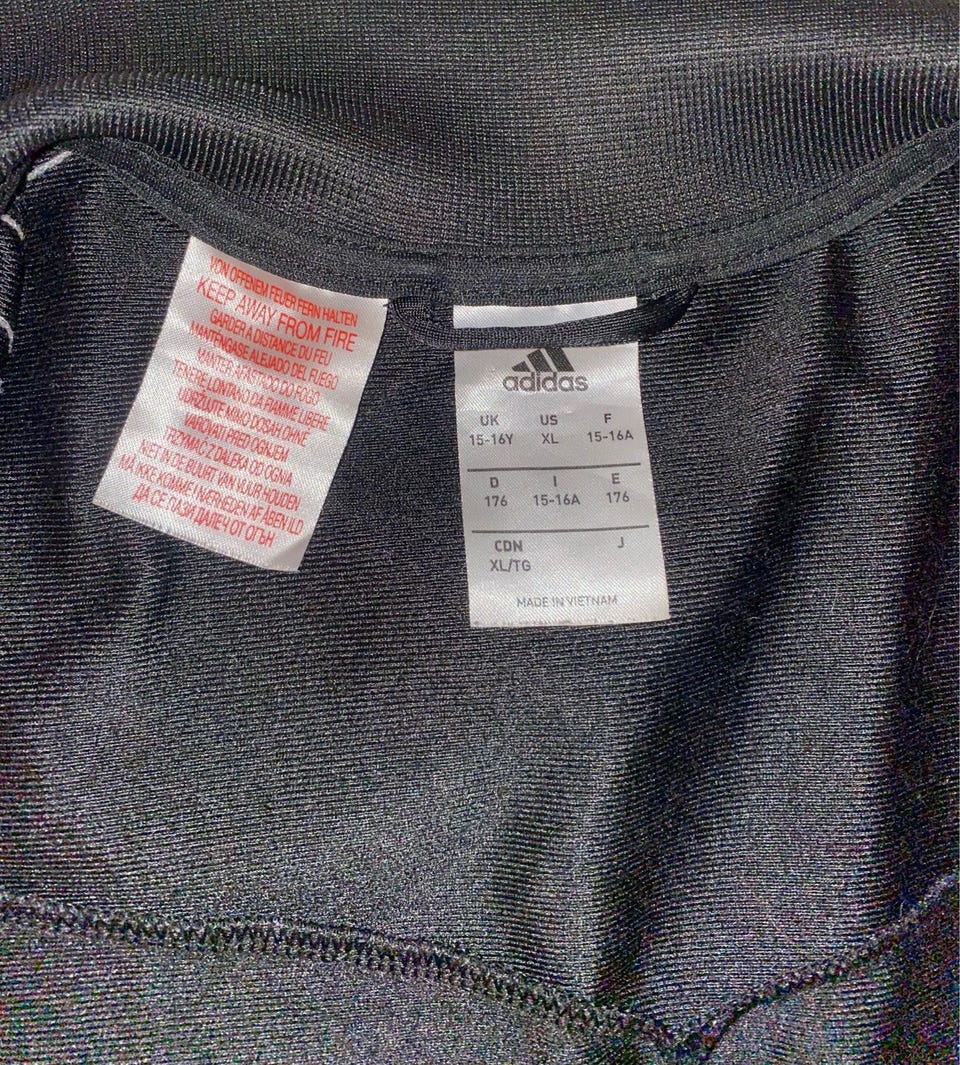 VON OFFENEM FEUER FERN HALTEN
KEEP AWAY FROM FIRE
GARDER A DISTANCE DU FEU
MANTENGASE ALEJADO DEL FUEGO
MANTER AFASTADO DO FOGO
TENERE LONTANO DA FIAMME LIBERE
UDRŽUJTE MIMO DOSAH OHNE
VAROVATI PRED OGNJEM
TRZYMAĆ Z DALEKA OD OGNIA
NIET IN DE BUURT VAN VUUR HOUDEN
MÅ IKKE KOMME I NÆRHEDEN AF ÅBEN ILD
ДА СЕ ПАЗИ ДАЛЕЧ ОТ ОГЪН
adidas
UK US F
15-16Y XL 15-16A
D I E
176 15-16A 176
CDN J
XL/TG
MADE IN VIETNAM